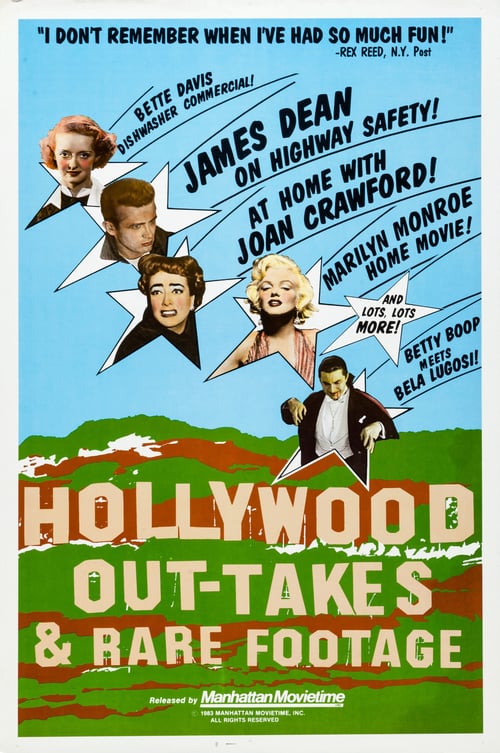 "I DON'T REMEMBER WHEN I'VE HAD SO MUCH FUN!"
-REX REED, N.Y. Post
BETTE DAVIS
DISHWASHER COMMERCIAL!
JAMES DEAN
ON HIGHWAY SAFETY!
AT HOME WITH
JOAN CRAWFORD!
MARILYN MONROE
HOME MOVIE!
AND
LOTS, LOTS
MORE!
BETTY BOOP
MEETS
BELA LUGOSI!
HOLLYWOOD
OUT-TAKES
& RARE FOOTAGE
Released by Manhattan Movietime INC.
© 1983 MANHATTAN MOVIETIME, INC.
ALL RIGHTS RESERVED